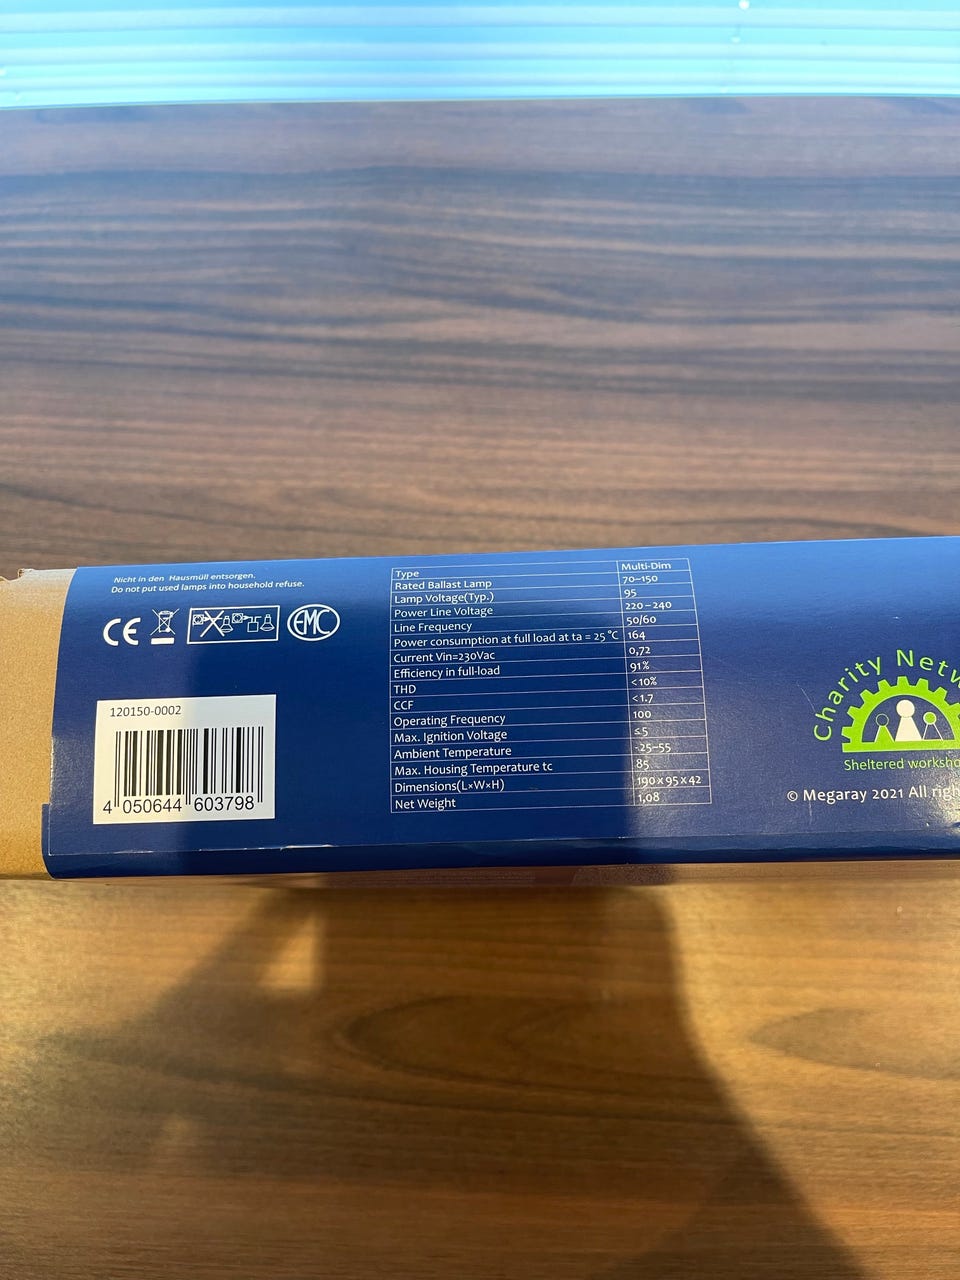 Nicht in den Hausmüll entsorgen.
Do not put used lamps into household refuse.
CE
EMC
120150-0002
4 050644 603798
Type Multi-Dim
Rated Ballast Lamp 70–150
Lamp Voltage(Typ.) 95
Power Line Voltage 220 – 240
Line Frequency 50/60
Power consumption at full load at ta = 25 °C 164
Current Vin=230Vac 0,72
Efficiency in full-load 91%
THD <10%
CCF <1.7
Operating Frequency 100
Max. Ignition Voltage ≤5
Ambient Temperature -25–55
Max. Housing Temperature tc 85
Dimensions(L×W×H) 190 x 95 x 42
Net Weight 1,08
Charity Netw
Sheltered worksho
© Megaray 2021 All righ